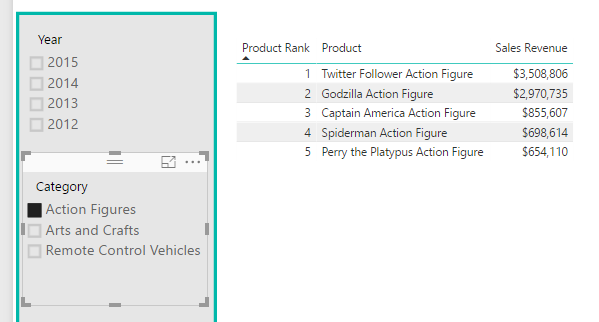 Year
2015
2014
2013
2012
Category
Action Figures
Arts and Crafts
Remote Control Vehicles
Product Rank Product Sales Revenue
1 Twitter Follower Action Figure $3,508,806
2 Godzilla Action Figure $2,970,735
3 Captain America Action Figure $855,607
4 Spiderman Action Figure $698,614
5 Perry the Platypus Action Figure $654,110